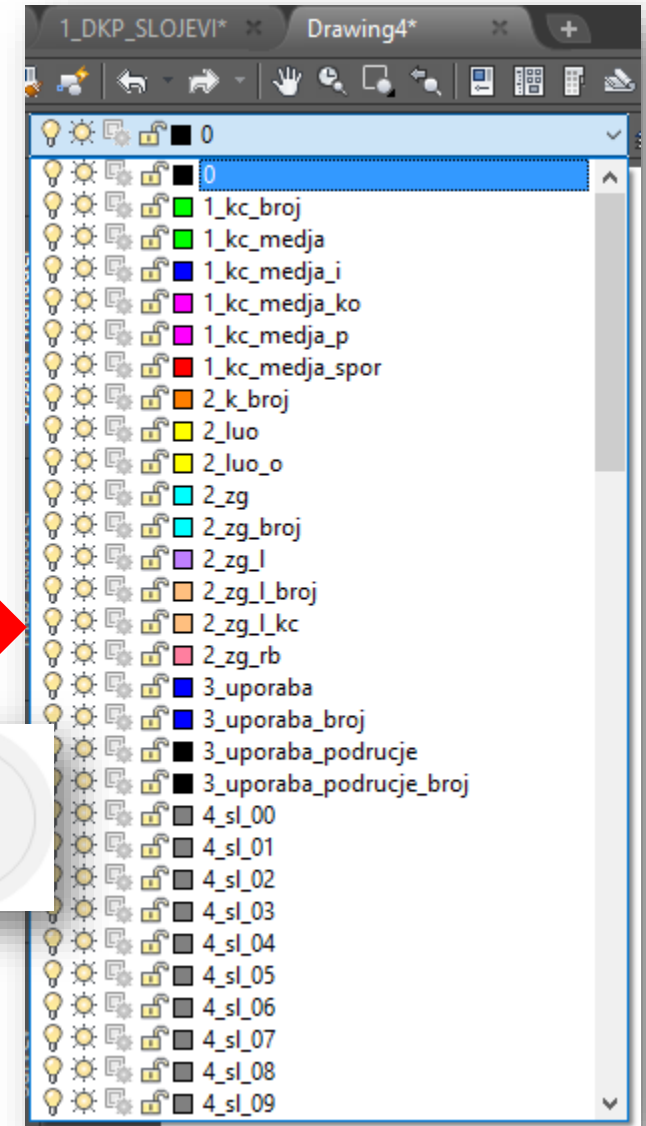 1_DKP_SLOJEVI* Drawing4*
0
0
1_kc_broj
1_kc_medja
1_kc_medja_i
1_kc_medja_ko
1_kc_medja_p
1_kc_medja_spor
2_k_broj
2_luo
2_luo_o
2_zg
2_zg_broj
2_zg_l
2_zg_l_broj
2_zg_l_kc
2_zg_rb
3_uporaba
3_uporaba_broj
3_uporaba_podrucje
3_uporaba_podrucje_broj
4_sl_00
4_sl_01
4_sl_02
4_sl_03
4_sl_04
4_sl_05
4_sl_06
4_sl_07
4_sl_08
4_sl_09